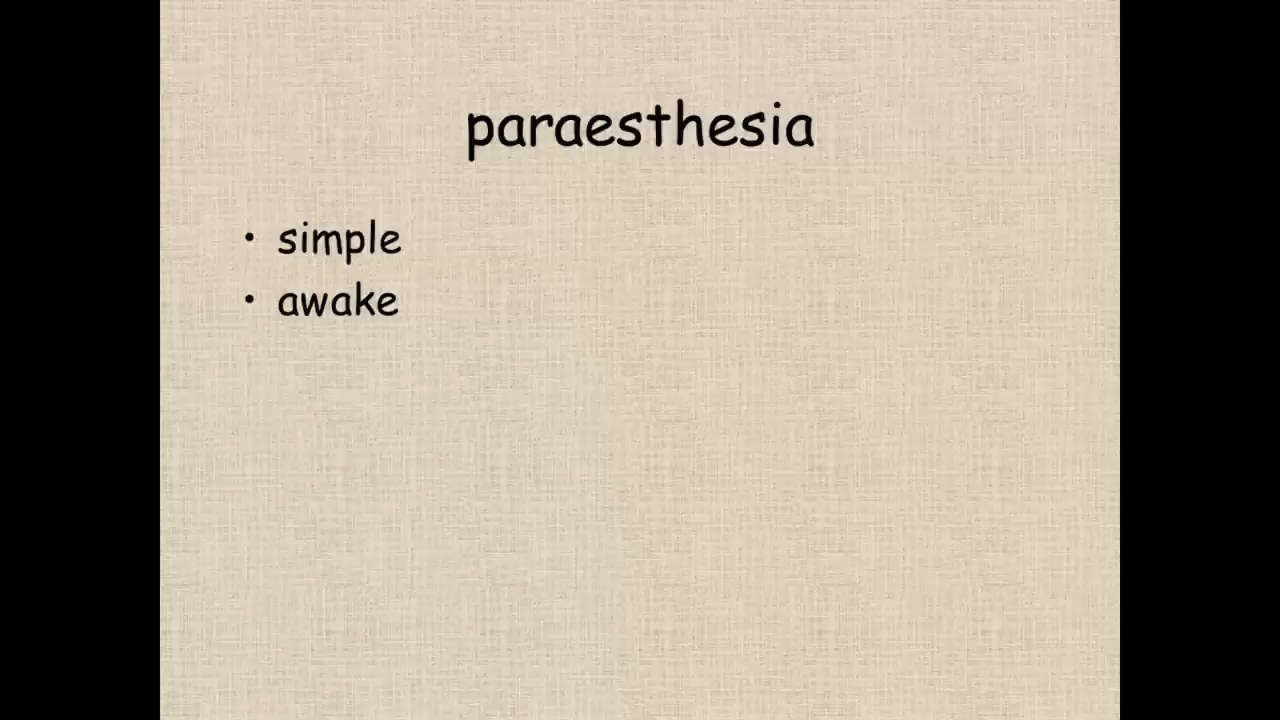 paraesthesia
• simple
• awake